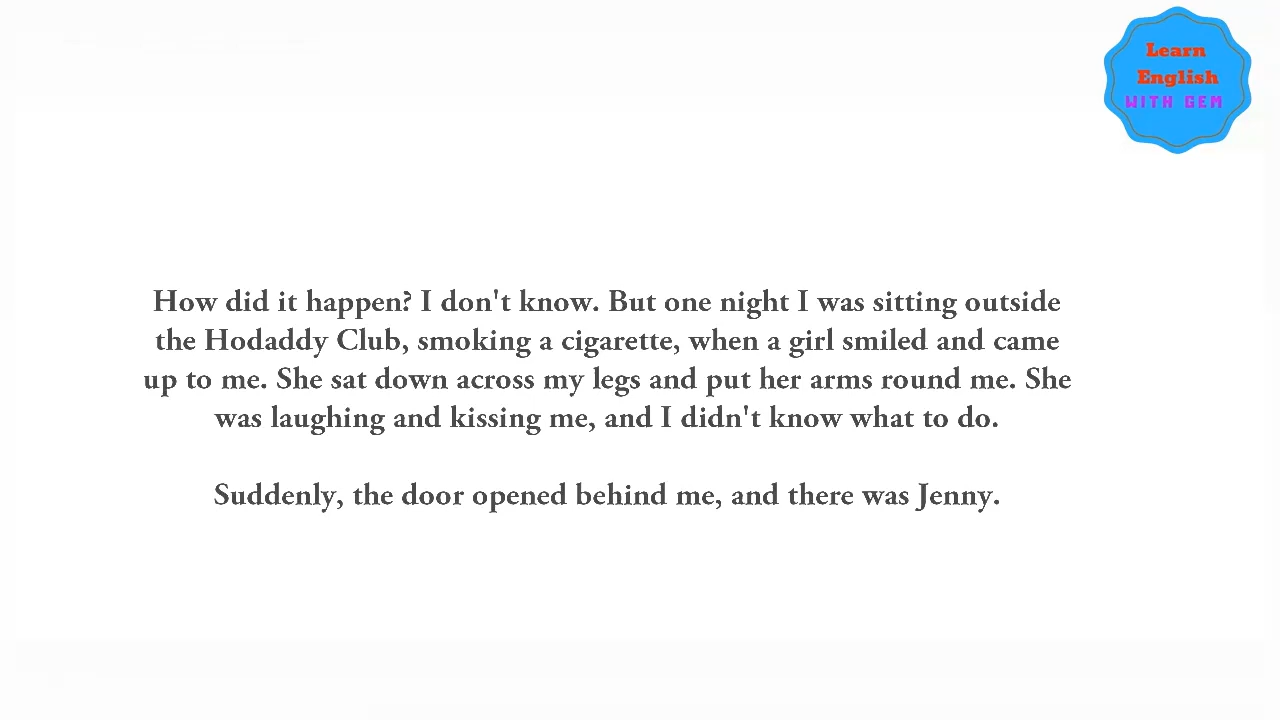 Learn
English
WITH GEM
How did it happen? I don't know. But one night I was sitting outside
the Hodaddy Club, smoking a cigarette, when a girl smiled and came
up to me. She sat down across my legs and put her arms round me. She
was laughing and kissing me, and I didn't know what to do.
Suddenly, the door opened behind me, and there was Jenny.